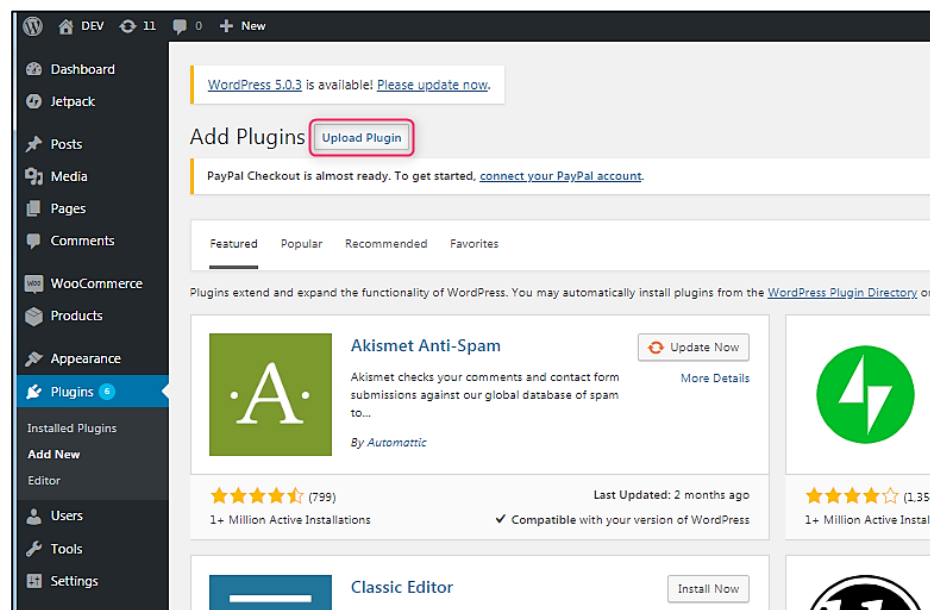 DEV 11 0 + New
Dashboard
Jetpack
Posts
Media
Pages
Comments
WooCommerce
Products
Appearance
Plugins 6
Installed Plugins
Add New
Editor
Users
Tools
Settings
WordPress 5.0.3 is available! Please update now.
Add Plugins Upload Plugin
PayPal Checkout is almost ready. To get started, connect your PayPal account.
Featured Popular Recommended Favorites
Plugins extend and expand the functionality of WordPress. You may automatically install plugins from the WordPress Plugin Directory
·A·
Akismet Anti-Spam
Update Now
Akismet checks your comments and contact form
submissions against our global database of spam
to...
More Details
By Automattic
(799)
Last Updated: 2 months ago
1+ Million Active Installations
✔ Compatible with your version of WordPress
(1,35
1+ Million Active Instal
Classic Editor
Install Now